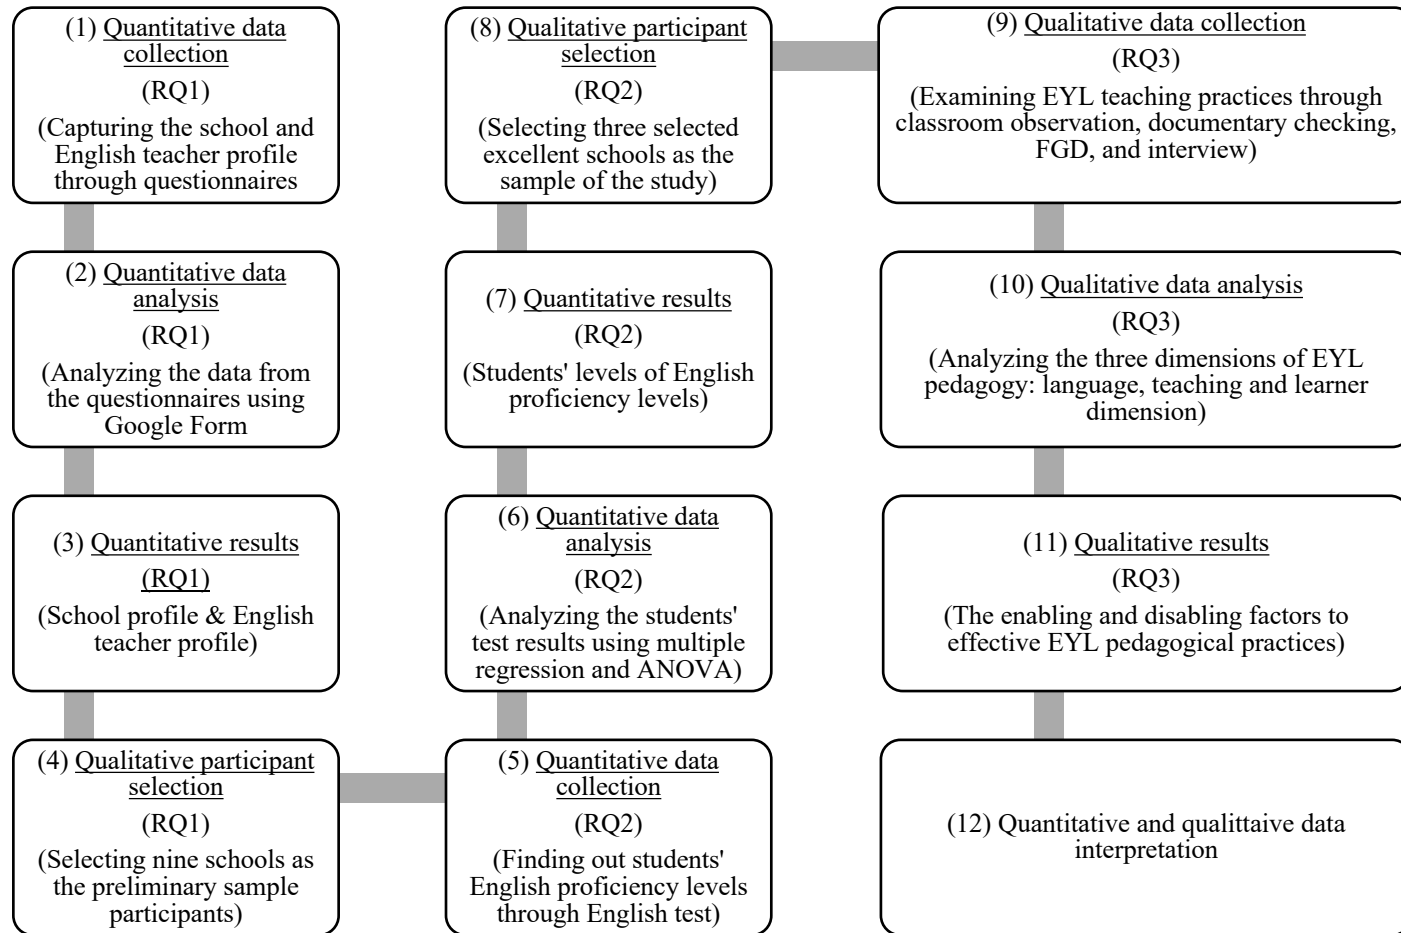 (1) Quantitative data
collection
(RQ1)
(Capturing the school and
English teacher profile
through questionnaires
(2) Quantitative data
analysis
(RQ1)
(Analyzing the data from
the questionnaires using
Google Form
(3) Quantitative results
(RQ1)
(School profile & English
teacher profile)
(4) Qualitative participant
selection
(RQ1)
(Selecting nine schools as
the preliminary sample
participants)
(5) Quantitative data
collection
(RQ2)
(Finding out students'
English proficiency levels
through English test)
(6) Quantitative data
analysis
(RQ2)
(Analyzing the students'
test results using multiple
regression and ANOVA)
(7) Quantitative results
(RQ2)
(Students' levels of English
proficiency levels)
(8) Qualitative participant
selection
(RQ2)
(Selecting three selected
excellent schools as the
sample of the study)
(9) Qualitative data collection
(RQ3)
(Examining EYL teaching practices through
classroom observation, documentary checking,
FGD, and interview)
(10) Qualitative data analysis
(RQ3)
(Analyzing the three dimensions of EYL
pedagogy: language, teaching and learner
dimension)
(11) Qualitative results
(RQ3)
(The enabling and disabling factors to
effective EYL pedagogical practices)
(12) Quantitative and qualittaive data
interpretation